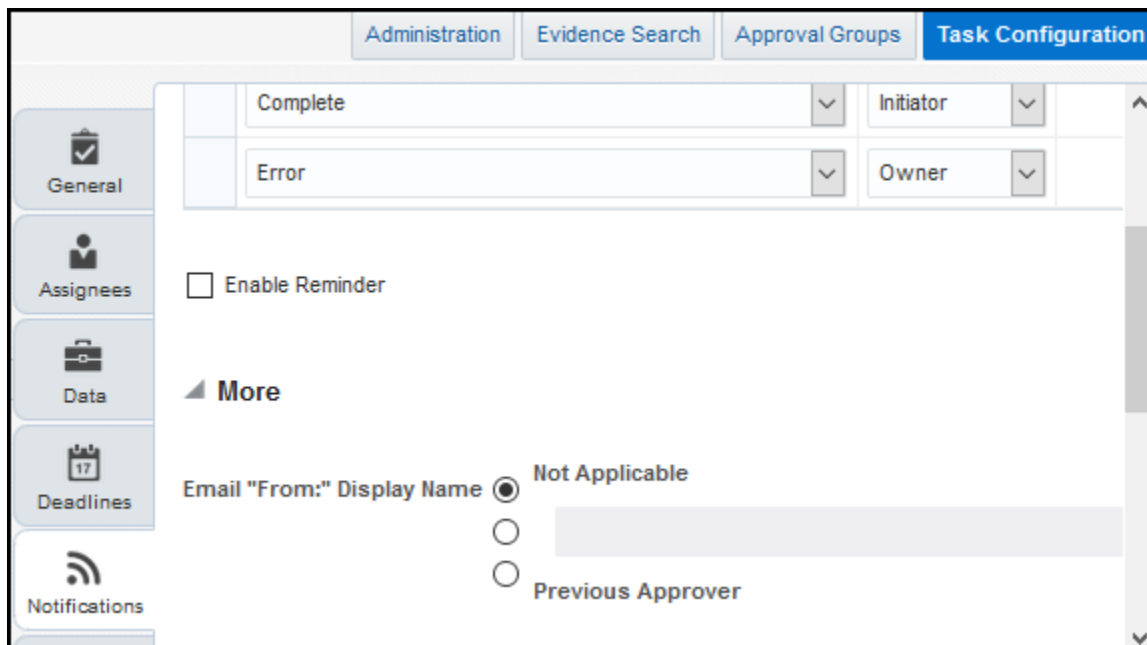 Administration
Evidence Search
Approval Groups
Task Configuration
General
Assignees
Data
17
Deadlines
Notifications
Complete
Initiator
Error
Owner
Enable Reminder
More
Email "From:" Display Name
Not Applicable
Previous Approver